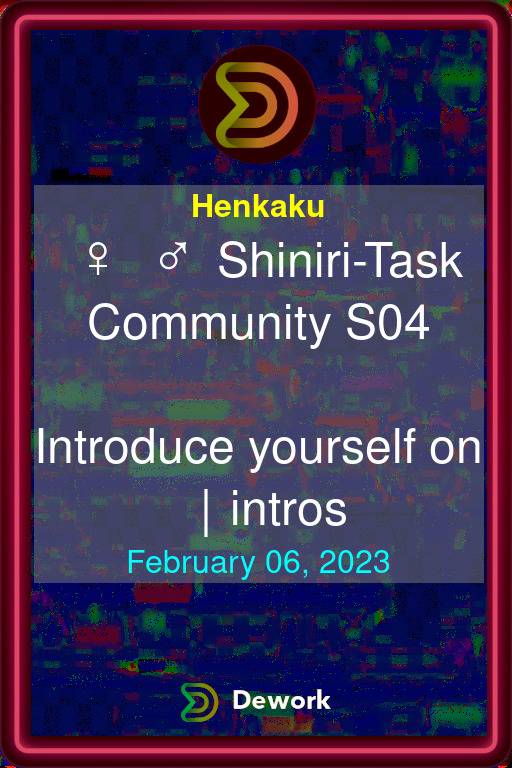 Henkaku
♀ ♂ Shiniri-Task
Community S04
Introduce yourself on
| intros
February 06, 2023
Dework